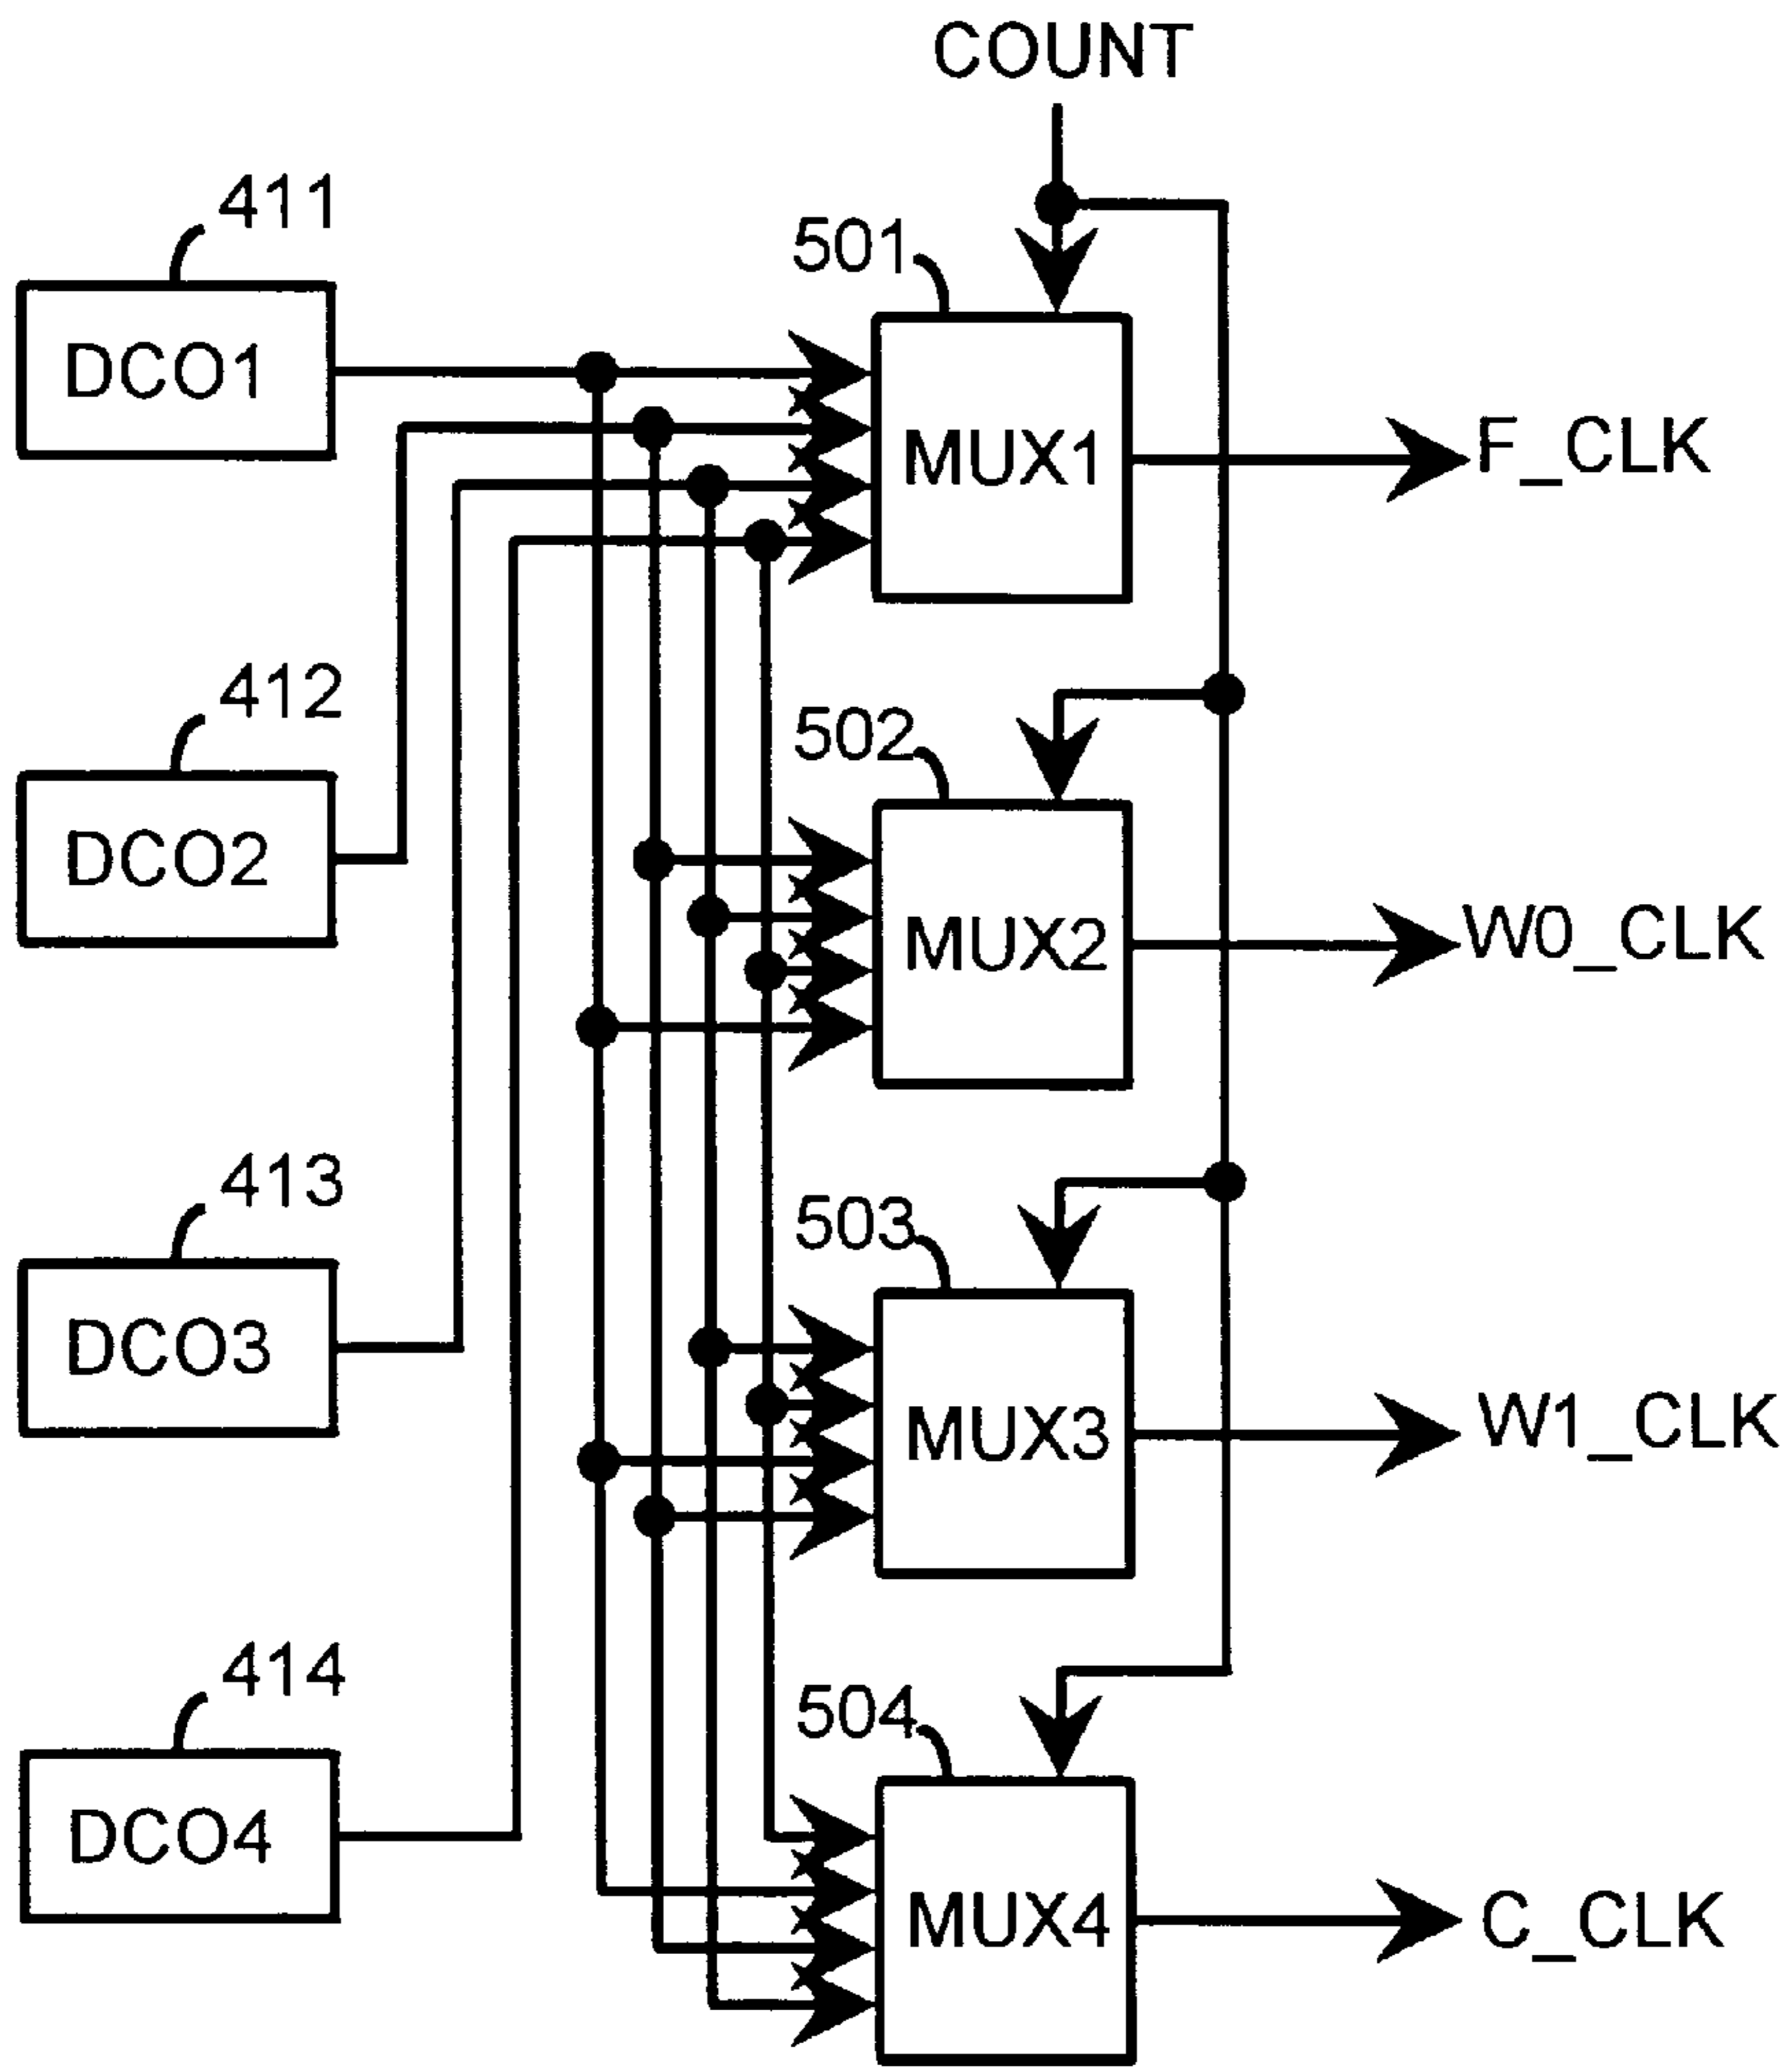 COUNT
411
501
DCO1
MUX1
F_CLK
412
502
DCO2
MUX2
W0_CLK
413
503
DCO3
MUX3
W1_CLK
414
504
DCO4
MUX4
C_CLK